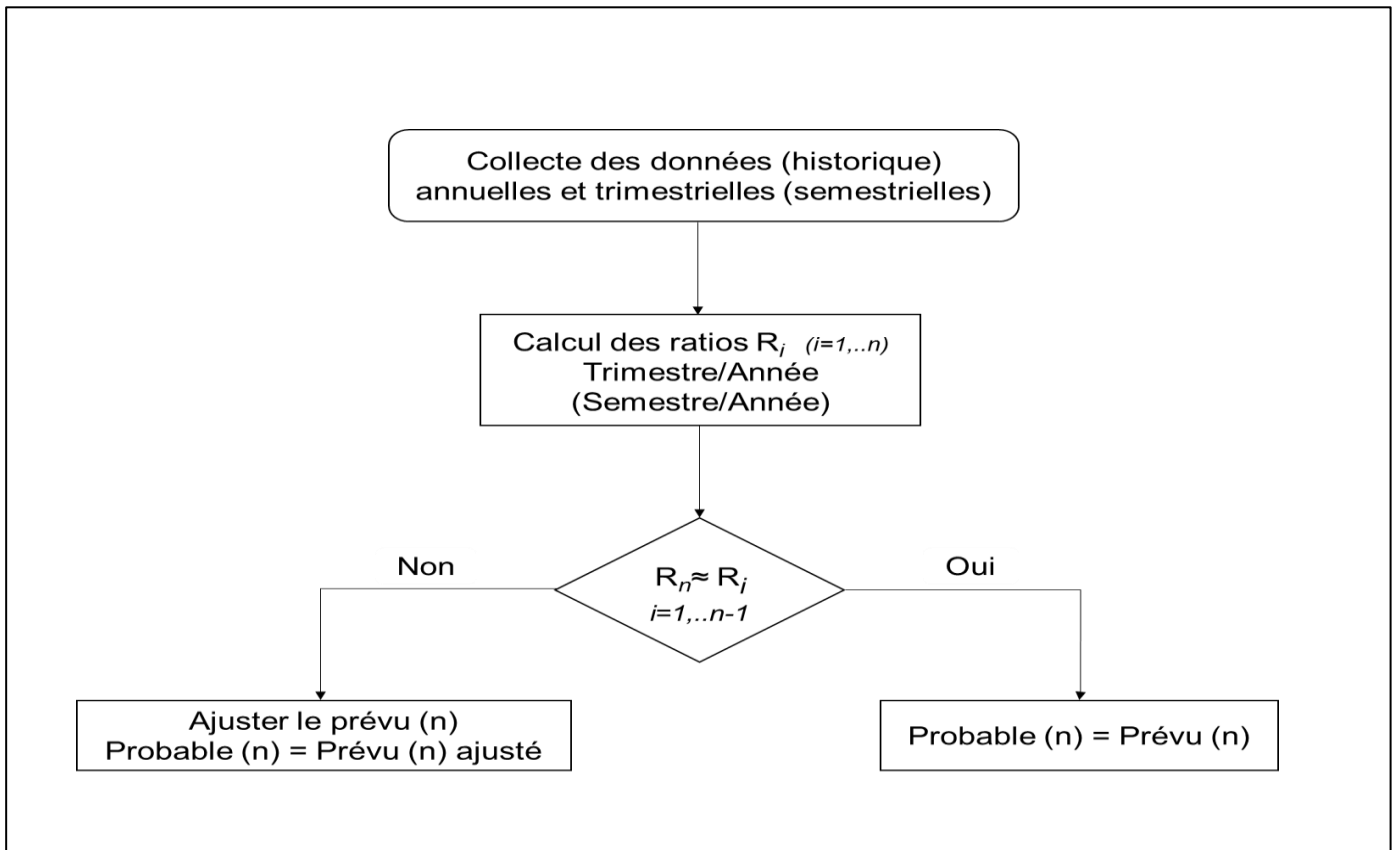 Collecte des données (historique)
annuelles et trimestrielles (semestrielles)
Calcul des ratios Rᵢ (i=1,..n)
Trimestre/Année
(Semestre/Année)
Non
Rₙ≈ Rᵢ
i=1,..n-1
Oui
Ajuster le prévu (n)
Probable (n) = Prévu (n) ajusté
Probable (n) = Prévu (n)